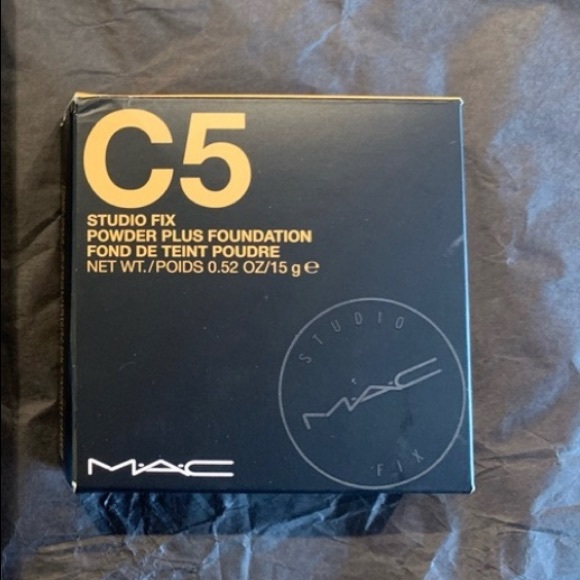 C5
STUDIO FIX
POWDER PLUS FOUNDATION
FOND DE TEINT POUDRE
NET WT./POIDS 0.52 OZ/15 g ℮
STUDIO
M·A·C
FIX
M·A·C